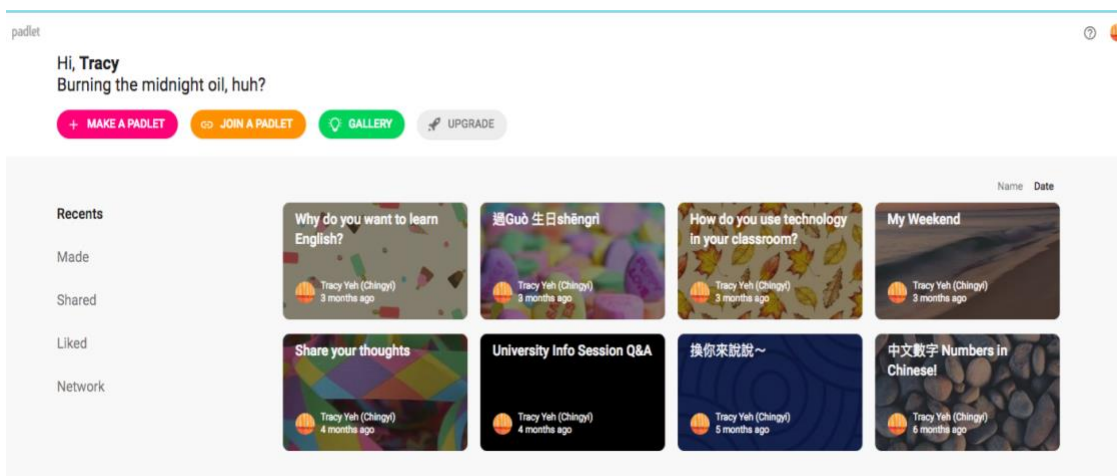 padlet
Hi, Tracy
Burning the midnight oil, huh?
+ MAKE A PADLET
JOIN A PADLET
GALLERY
UPGRADE
Name Date
Recents
Made
Shared
Liked
Network
Why do you want to learn
English?
Tracy Yeh (Chingyi)
3 months ago
過Guò 生日shēngrì
Tracy Yeh (Chingyi)
3 months ago
How do you use technology
in your classroom?
Tracy Yeh (Chingyi)
3 months ago
My Weekend
Tracy Yeh (Chingyi)
3 months ago
Share your thoughts
Tracy Yeh (Chingyi)
4 months ago
University Info Session Q&A
Tracy Yeh (Chingyi)
4 months ago
換你來說說～
Tracy Yeh (Chingyi)
5 months ago
中文數字 Numbers in
Chinese!
Tracy Yeh (Chingyi)
6 months ago